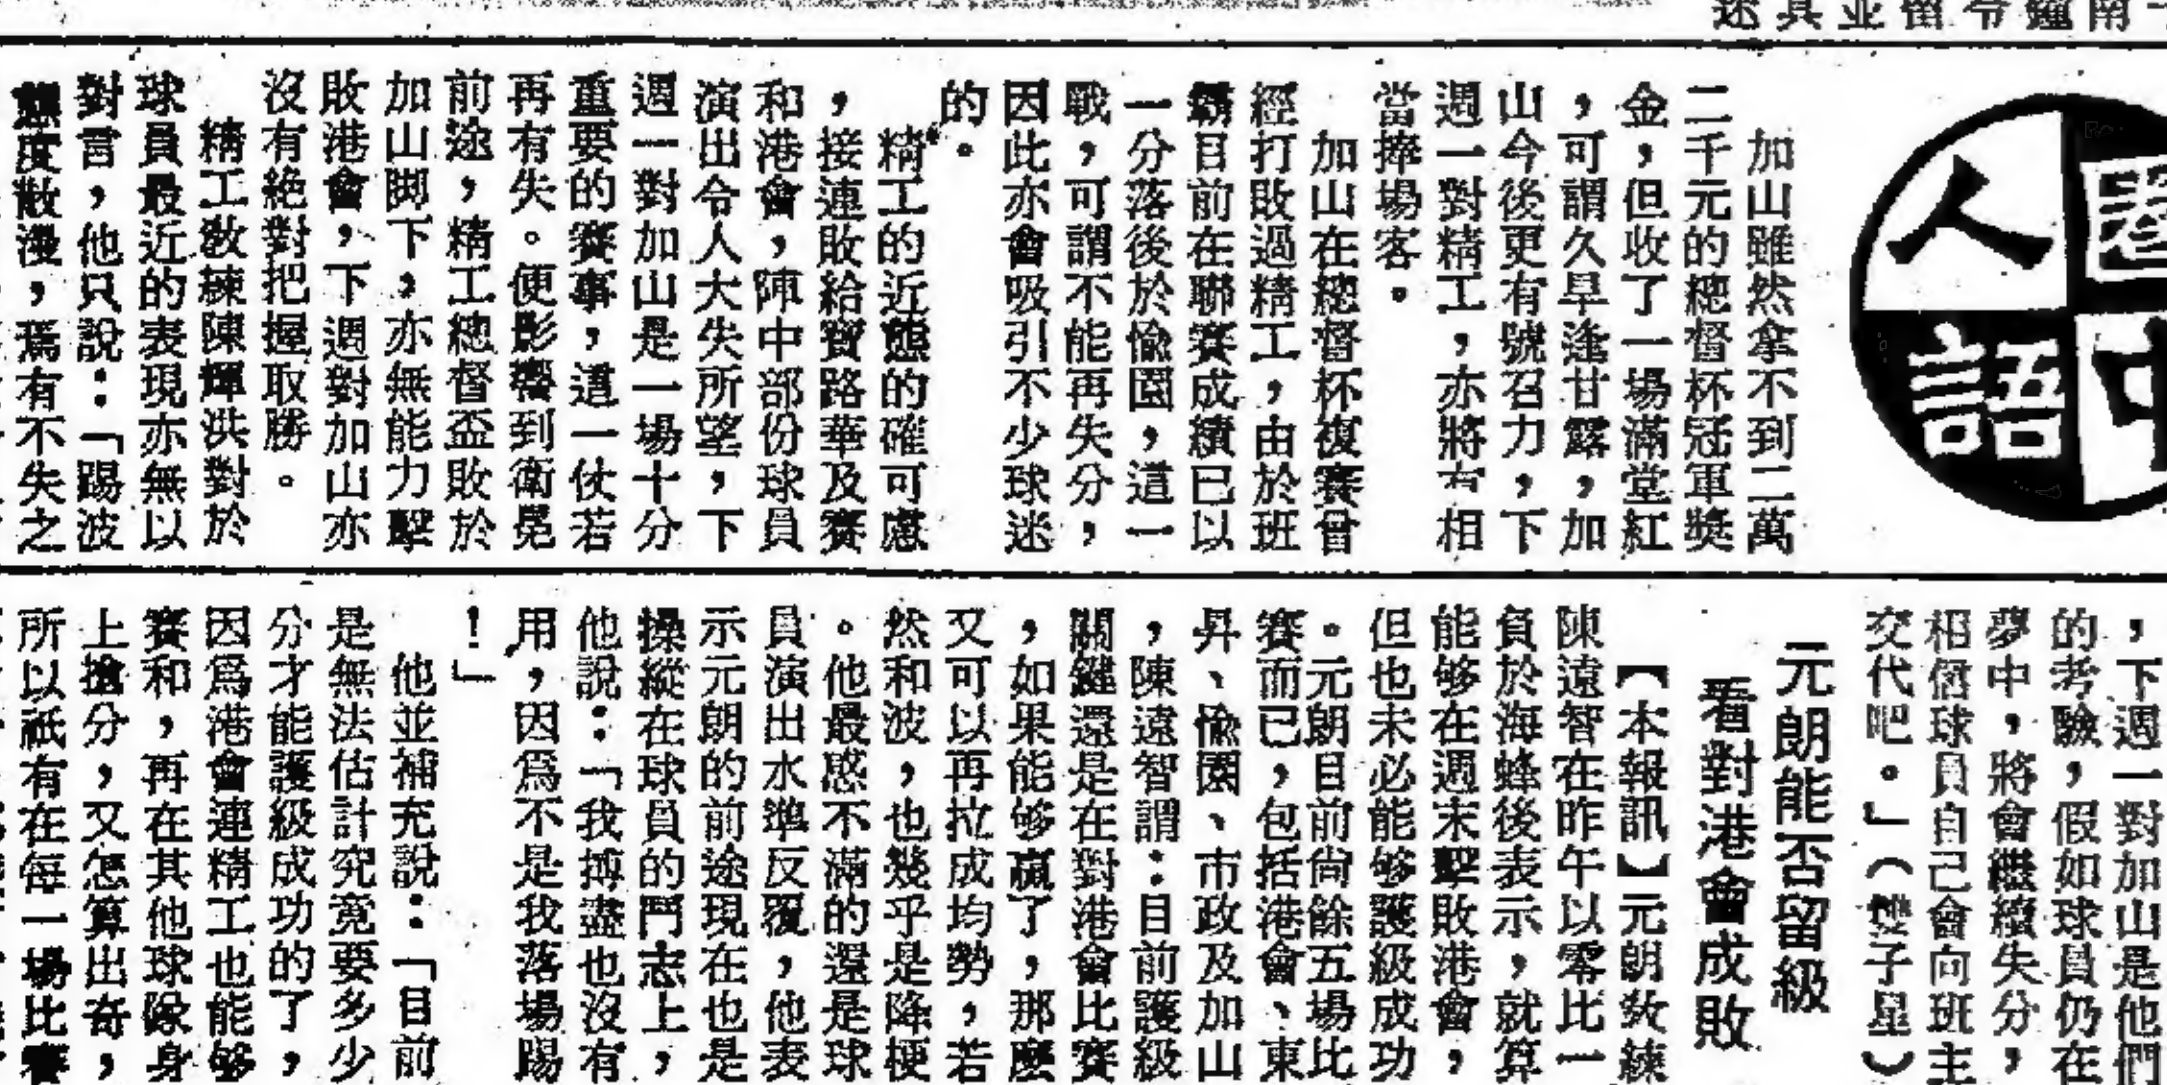 人
語
中
加山雖然拿不到二萬
二千元的總督杯冠軍獎
金，但收了一場滿堂紅
，可謂久旱逢甘露，加
山今後更有號召力，下
週一對精工，亦將有相
當捧場客。
加山在總督杯複賽曾
經打敗過精工，由於班
霸目前在聯賽成績已以
一分落後於愉園，這一
戰，可謂不能再失分，
因此亦會吸引不少球迷
的。
精工的近態的確可慮
，接連敗給寶路華及賽
和港會，陣中部份球員
演出令人大失所望，下
週一對加山是一場十分
重要的賽事，這一仗若
再有失。便影響到衛冕
前途，精工總督盃敗於
加山脚下，亦無能力擊
敗港會，下週對加山亦
沒有絕對把握取勝。
精工教練陳輝洪對於
球員最近的表現亦無以
對言，他只說：「踢波
態度散漫，焉有不失之
，下週一對加山是他們
的考驗，假如球員仍在
夢中，將會繼續失分，
相信球員自己會向班主
交代吧。」（雙子星）
元朗能否留級
看對港會成敗
【本報訊】元朗教練
陳遠智在昨午以零比一
負於海蜂後表示，就算
能够在週末擊敗港會，
但也未必能够護級成功
。元朗目前尚餘五場比
賽而已，包括港會、東
昇、愉園、市政及加山
，陳遠智謂：目前護級
關鍵還是在對港會比賽
，如果能够贏了，那麼
又可以再拉成均勢，若
然和波，也幾乎是降梗
。他最感不滿的還是球
員演出水準反覆，他表
示元朗的前途現在也是
操縱在球員的鬥志上，
他說：「我搏盡也沒有
用，因爲不是我落場踢
！」
他並補充說：「目前
是無法估計究竟要多少
分才能護級成功的了，
因爲港會連精工也能够
賽和，再在其他球隊身
上搶分，又怎算出奇，
所以祇有在每一場比賽